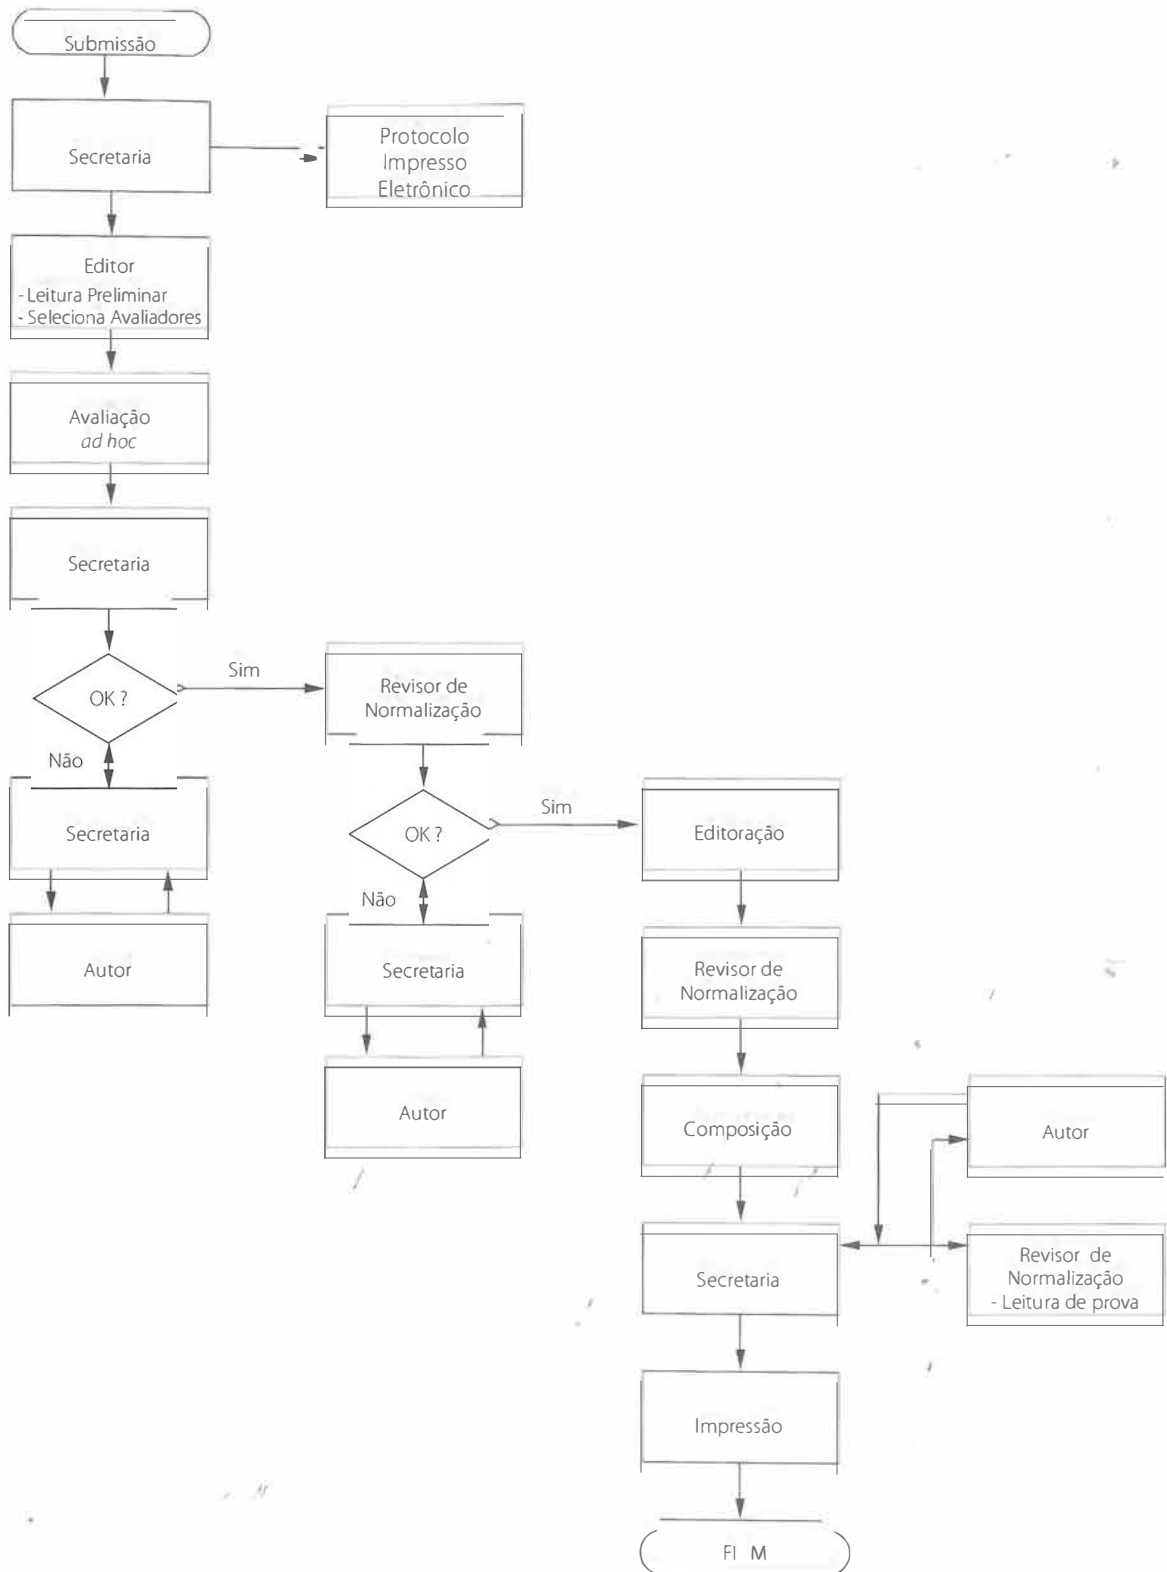 Submissão
Secretaria
Protocolo
Impresso
Eletrônico
Editor
- Leitura Preliminar
- Seleciona Avaliadores
Avaliação
ad hoc
Secretaria
OK ?
Sim
Não
Secretaria
Autor
Revisor de
Normalização
OK ?
Sim
Não
Secretaria
Autor
Editoração
Revisor de
Normalização
Composição
Autor
Secretaria
Revisor de
Normalização
- Leitura de prova
Impressão
FI M